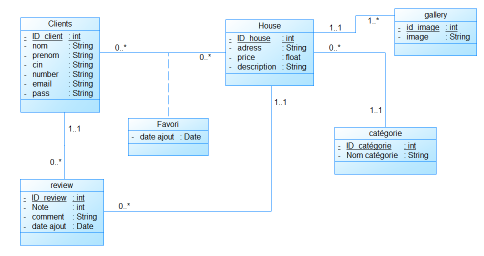 Clients
- ID_client : int
- nom : String
- prenom : String
- cin : String
- number : String
- email : String
- pass : String
0..*
0..*
House
- ID_house : int
- adress : String
- price : float
- description : String
1..1
1..*
0..*
gallery
- id_image : int
- image : String
Favori
- date ajout : Date
1..1
1..1
catégorie
- ID_catégorie : int
- Nom catégorie : String
1..1
0..*
review
- ID_review : int
- Note : int
- comment : String
- date ajout : Date
0..*